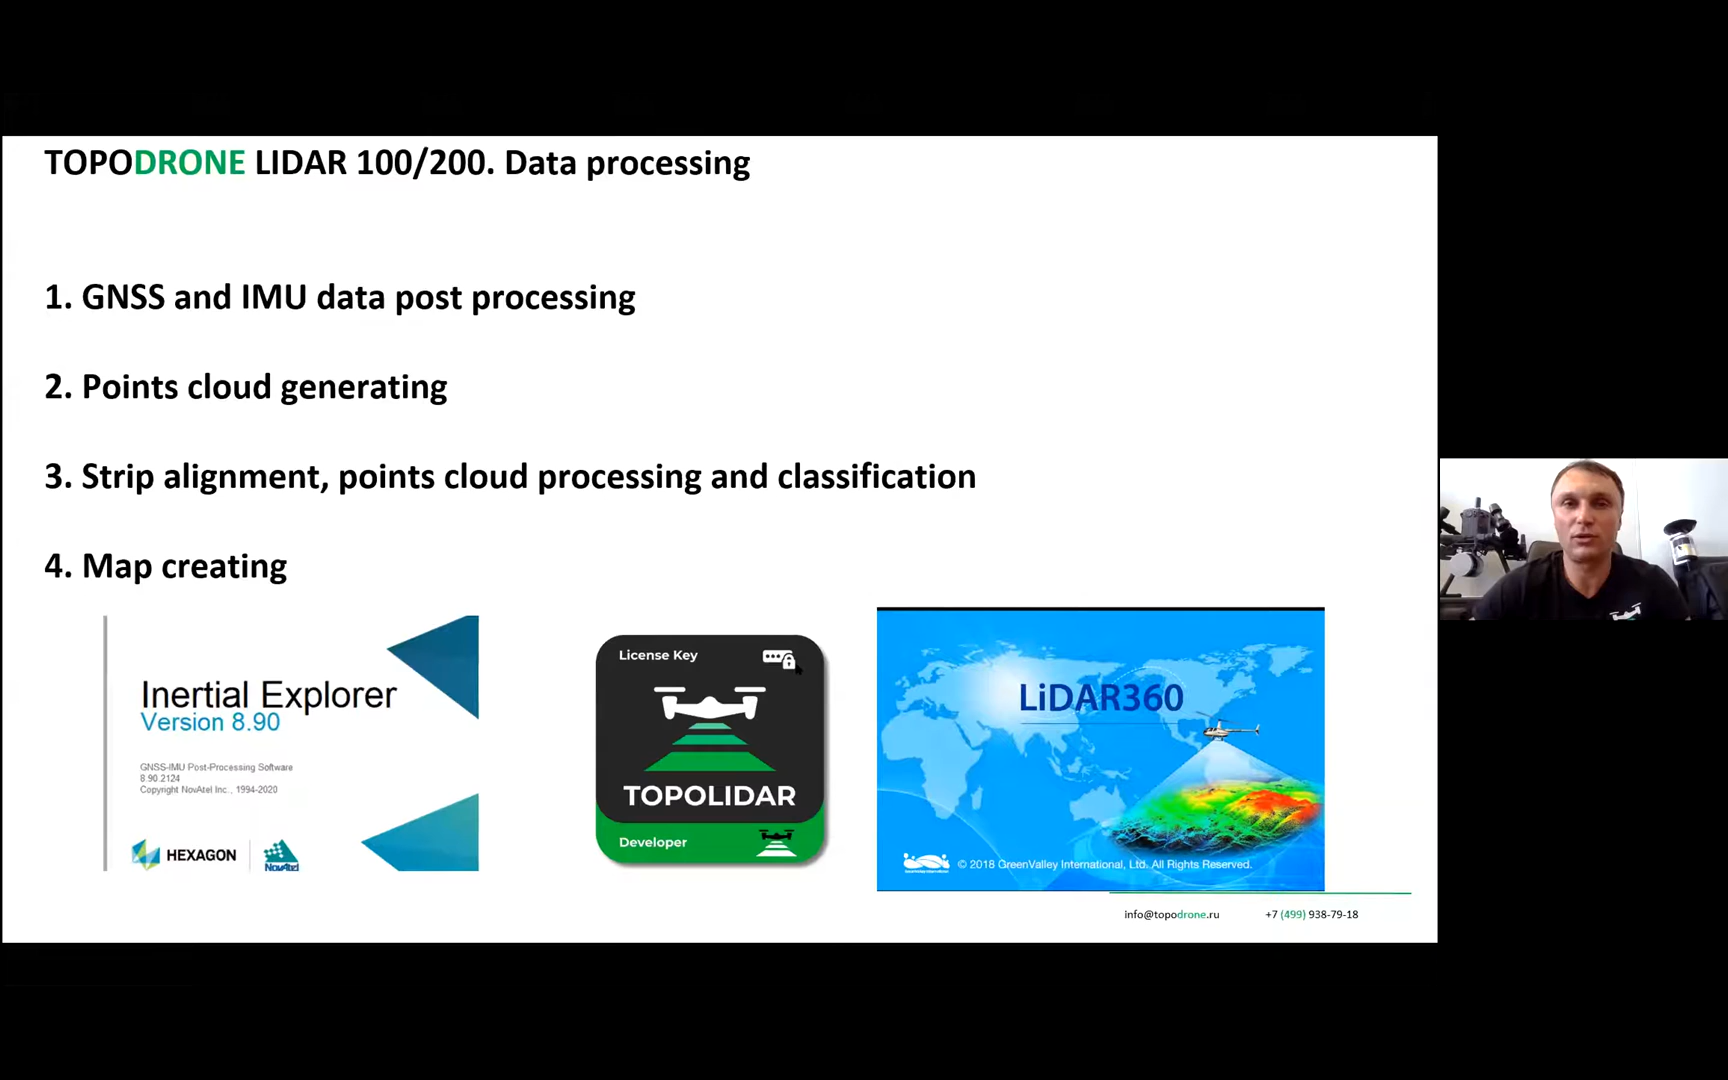 TOPODRONE LIDAR 100/200. Data processing
1. GNSS and IMU data post processing
2. Points cloud generating
3. Strip alignment, points cloud processing and classification
4. Map creating
Inertial Explorer
Version 8.90
GNSS-IMU Post-Processing Software
8.90.2124
Copyright NovAtel Inc., 1994-2020
HEXAGON
NovAtel
License Key
TOPOLIDAR
Developer
LiDAR360
© 2018 GreenValley International, Ltd. All Rights Reserved.
info@topodrone.ru +7 (499) 938-79-18